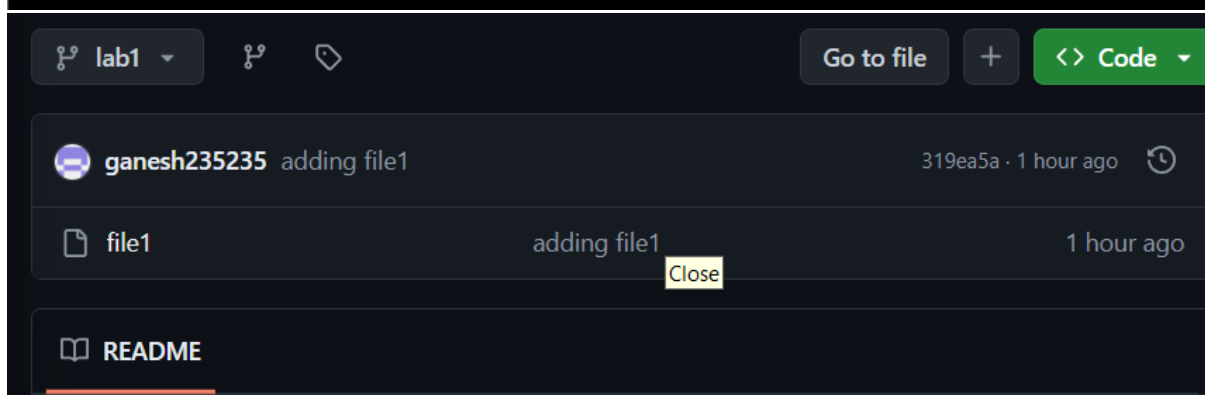 lab1 Go to file Code
ganesh235235 adding file1 319ea5a · 1 hour ago
file1 adding file1 1 hour ago
Close
README